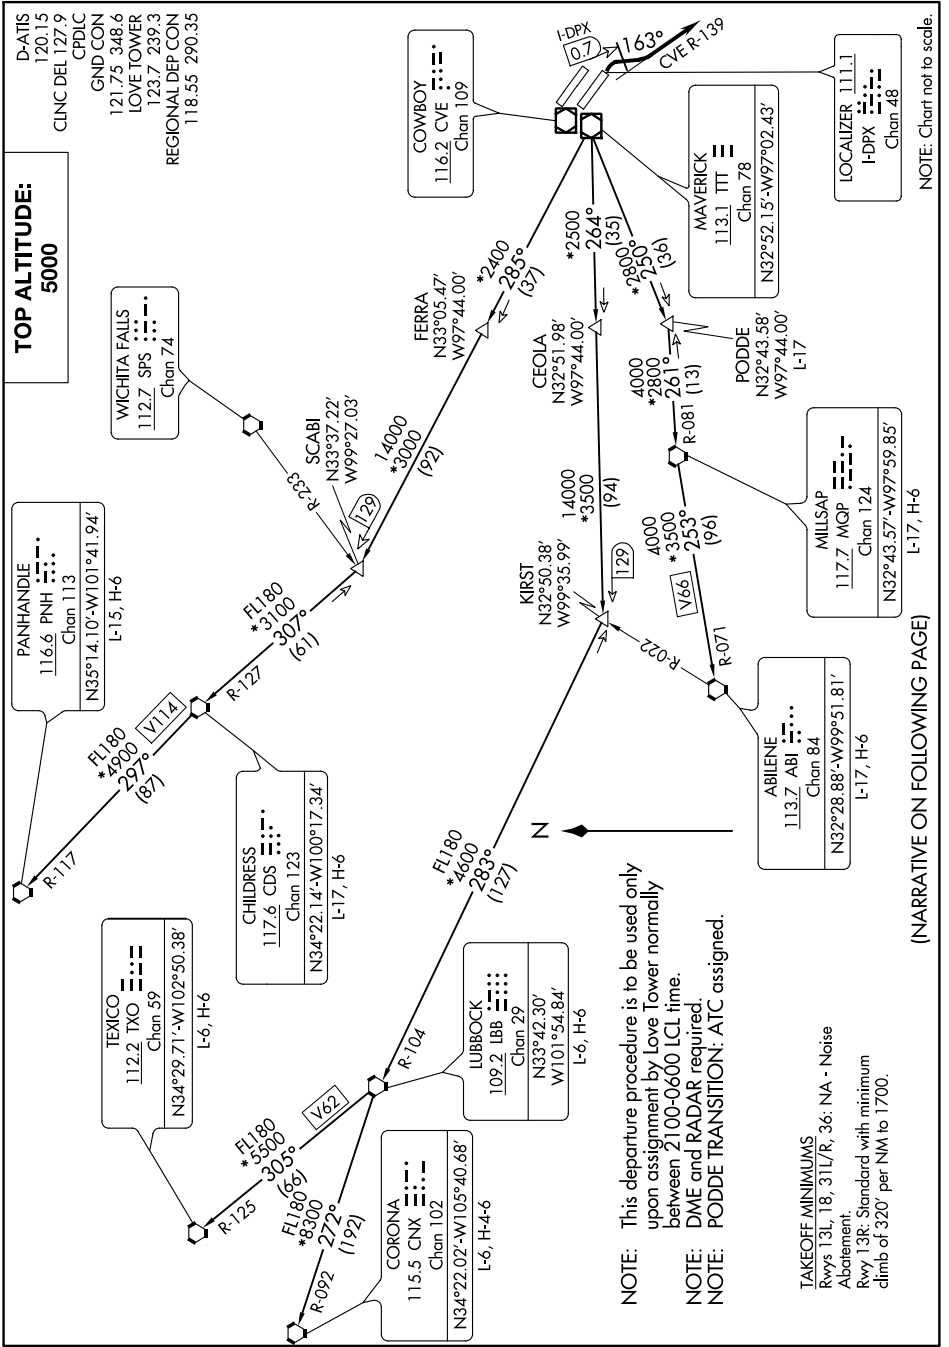 D-ATIS
120.15
CLNC DEL 127.9
CPDLC
GND CON
121.75 348.6
LOVE TOWER
123.7 239.3
REGIONAL DEP CON
118.55 290.35
TOP ALTITUDE:
5000
COWBOY
116.2 CVE
Chan 109
I-DPX
0.7
163°
CVE R-139
LOCALIZER 111.1
I-DPX
Chan 48
NOTE: Chart not to scale.
MAVERICK
113.1 TTT
Chan 78
N32°52.15'-W97°02.43'
WICHITA FALLS
112.7 SPS
Chan 74
R-233
*2400
285°
(37)
FERRA
N33°05.47'
W97°44.00'
*2500
264°
(35)
CEOLA
N32°51.98'
W97°44.00'
*2800
250°
(36)
PODDE
N32°43.58'
W97°44.00'
L-17
4000
*2800
261°
(13)
R-081
MILLSAP
117.7 MQP
Chan 124
N32°43.57'-W97°59.85'
L-17, H-6
SCABI
N33°37.22'
W99°27.03'
129
14000
*3000
(92)
14000
*3500
(94)
KIRST
N32°50.38'
W99°35.99'
129
4000
*3500
253°
(96)
V66
R-071
R-022
ABILENE
113.7 ABI
Chan 84
N32°28.88'-W99°51.81'
L-17, H-6
PANHANDLE
116.6 PNH
Chan 113
N35°14.10'-W101°41.94'
L-15, H-6
FL180
*3100
307°
(61)
R-127
V114
FL180
*4900
297°
(87)
R-117
CHILDRESS
117.6 CDS
Chan 123
N34°22.14'-W100°17.34'
L-17, H-6
FL180
*4600
283°
(127)
R-104
N
TEXICO
112.2 TXO
Chan 59
N34°29.71'-W102°50.38'
L-6, H-6
LUBBOCK
109.2 LBB
Chan 29
N33°42.30'
W101°54.84'
L-6, H-6
V62
FL180
*5500
305°
(66)
R-125
FL180
*8300
272°
(192)
R-092
CORONA
115.5 CNX
Chan 102
N34°22.02'-W105°40.68'
L-6, H-4-6
NOTE: This departure procedure is to be used only
upon assignment by Love Tower normally
between 2100-0600 LCL time.
NOTE: DME and RADAR required.
NOTE: PODDE TRANSITION: ATC assigned.
TAKEOFF MINIMUMS
Rwys 13L, 18, 31L/R, 36: NA - Noise
Abatement.
Rwy 13R: Standard with minimum
climb of 320' per NM to 1700.
(NARRATIVE ON FOLLOWING PAGE)